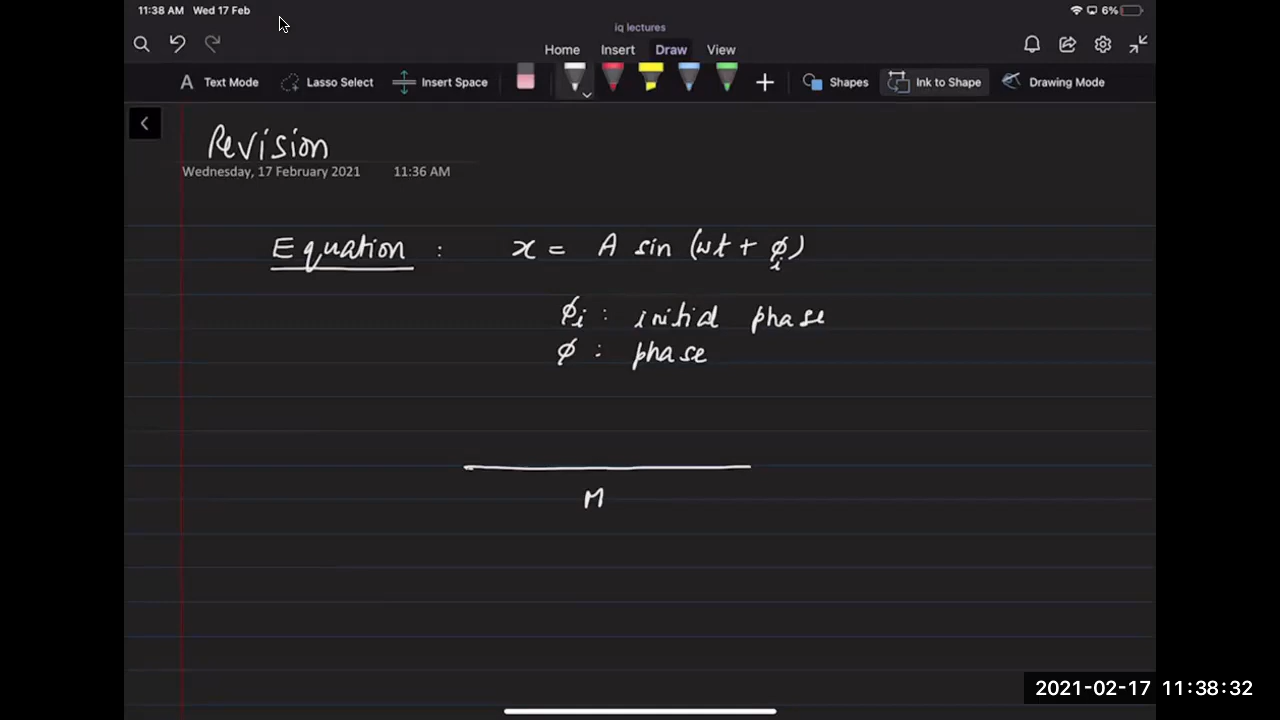 11:38 AM Wed 17 Feb
6%
iq lectures
Home Insert Draw View
A Text Mode Lasso Select Insert Space Shapes Ink to Shape Drawing Mode
Revision
Wednesday, 17 February 2021 11:36 AM
Equation : x = A sin (ωt + ϕi)
ϕi : initial phase
ϕ : phase
M
2021-02-17 11:38:32